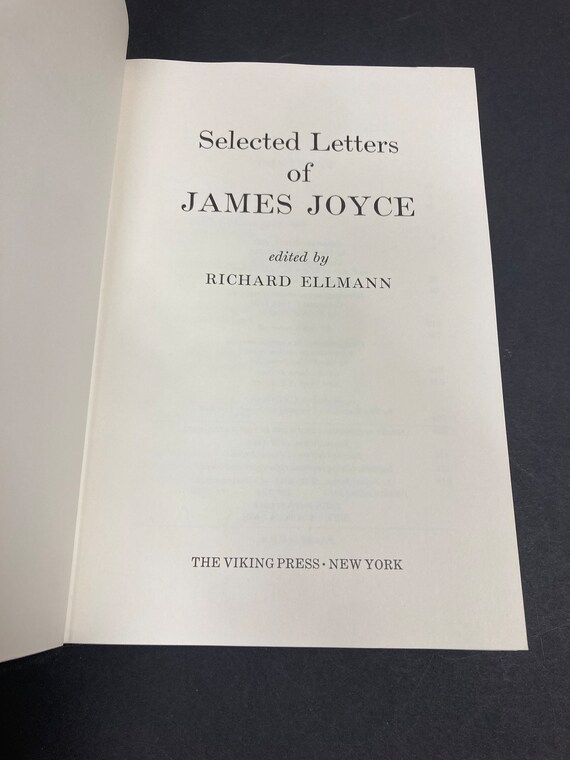 Selected Letters
of
JAMES JOYCE
edited by
RICHARD ELLMANN
THE VIKING PRESS · NEW YORK